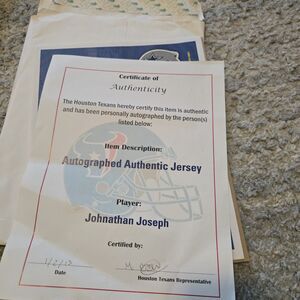 Certificate of
Authenticity
The Houston Texans hereby certify this item is authentic
and has been personally autographed by the person(s)
listed below:
Item Description:
Autographed Authentic Jersey
Player:
Johnathan Joseph
Certified by:
Date
Houston Texans Representative